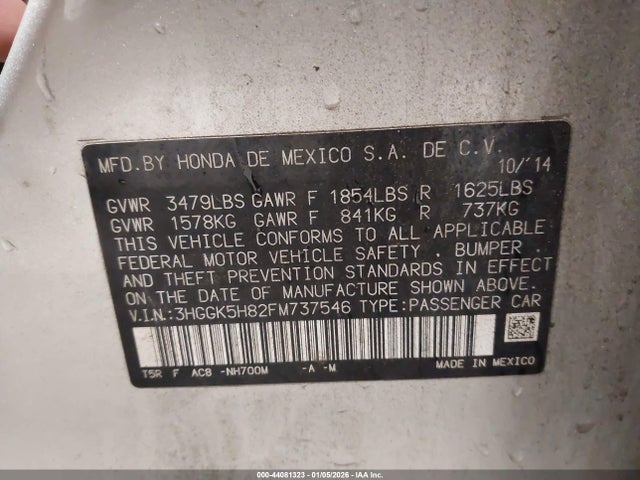 MFD.BY HONDA DE MEXICO S.A. DE C.V.
10/'14
GVWR 3479LBS GAWR F 1854LBS R 1625LBS
GVWR 1578KG GAWR F 841KG R 737KG
THIS VEHICLE CONFORMS TO ALL APPLICABLE
FEDERAL MOTOR VEHICLE SAFETY , BUMPER ,
AND THEFT PREVENTION STANDARDS IN EFFECT
ON THE DATE OF MANUFACTURE SHOWN ABOVE.
V.I.N.:3HGGK5H82FM737546 TYPE:PASSENGER CAR
T5R F AC8 -NH700M -A -M MADE IN MEXICO
000-44081323 | 01/05/2026 | IAA Inc.